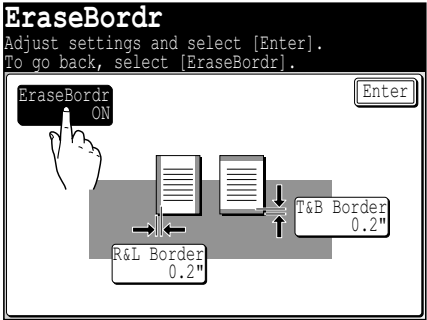 EraseBordr
Adjust settings and select [Enter].
To go back, select [EraseBordr].
EraseBordr
ON
Enter
T&B Border
0.2"
R&L Border
0.2"